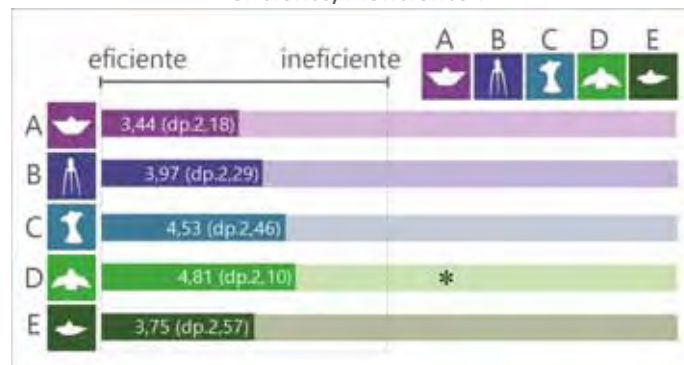 A B C D E
eficiente ineficiente
A 3,44 (dp.2,18)
B 3,97 (dp.2,29)
C 4,53 (dp.2,46)
D 4,81 (dp.2,10) *
E 3,75 (dp.2,57)